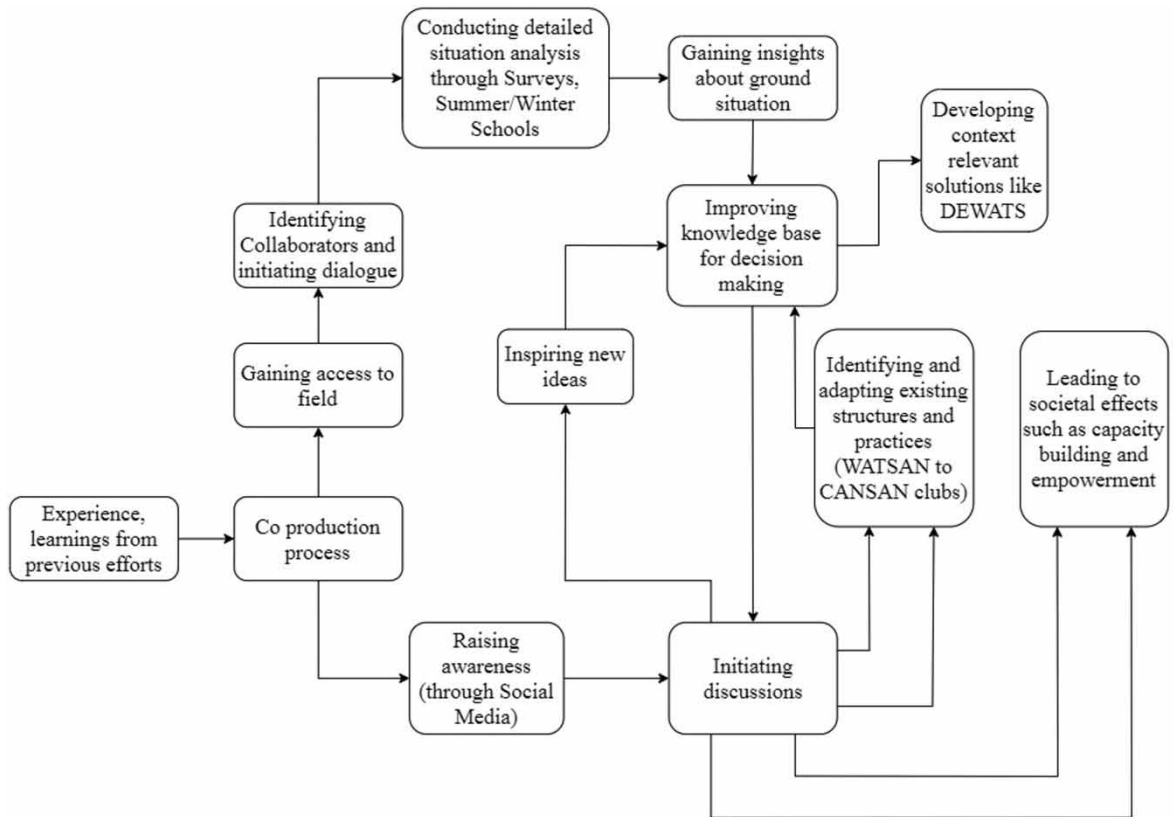 Conducting detailed
situation analysis
through Surveys,
Summer/Winter
Schools
Gaining insights
about ground
situation
Developing
context
relevant
solutions like
DEWATS
Identifying
Collaborators and
initiating dialogue
Improving
knowledge base
for decision
making
Gaining access to
field
Inspiring new
ideas
Identifying and
adapting existing
structures and
practices
(WATSAN to
CANSAN clubs)
Leading to
societal effects
such as capacity
building and
empowerment
Experience,
learnings from
previous efforts
Co production
process
Raising
awareness
(through Social
Media)
Initiating
discussions